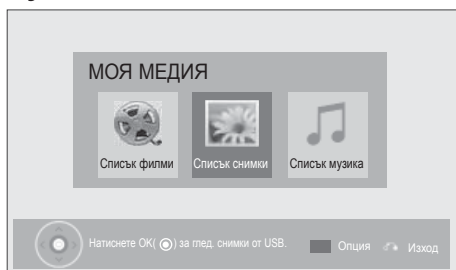 МОЯ МЕДИЯ
Списък филми Списък снимки Списък музика
Натиснете OK( ) за глед. снимки от USB. Опция Изход